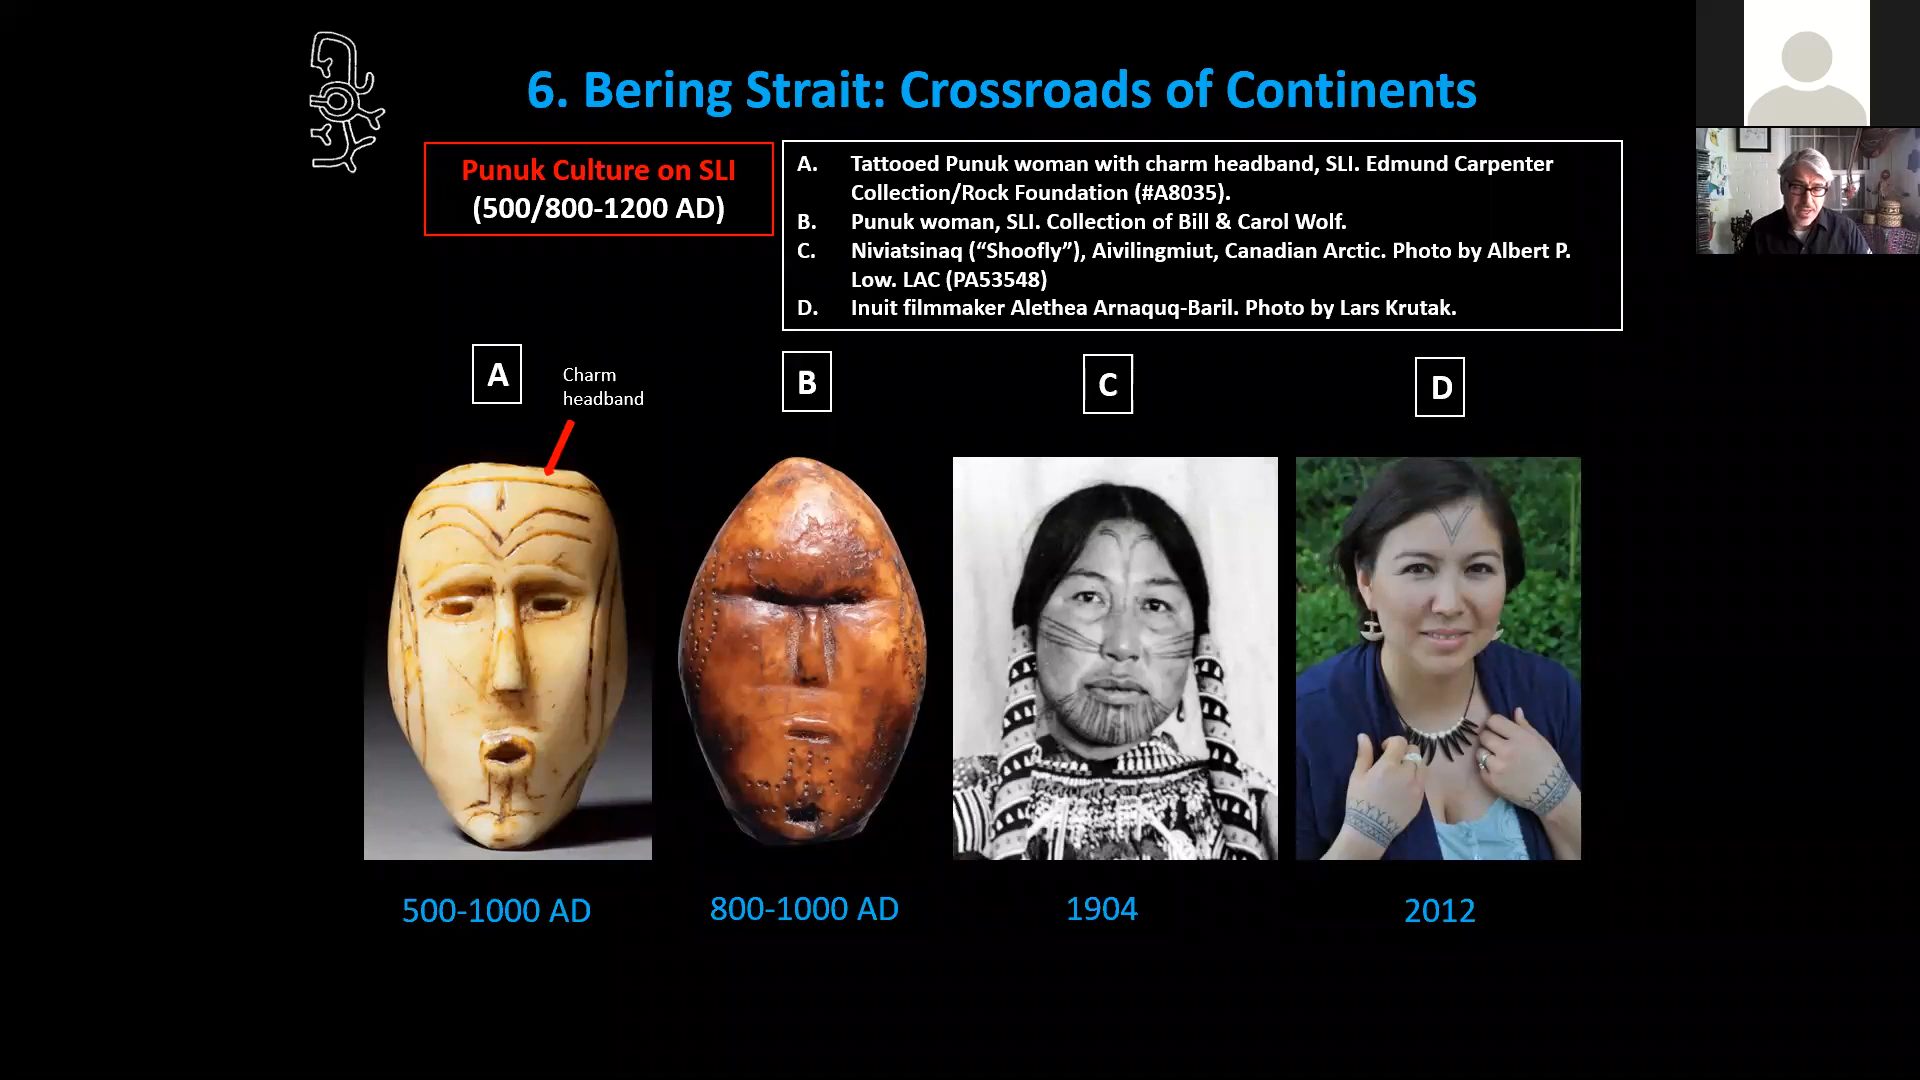 6. Bering Strait: Crossroads of Continents
Punuk Culture on SLI
(500/800-1200 AD)
A. Tattooed Punuk woman with charm headband, SLI. Edmund Carpenter
Collection/Rock Foundation (#A8035).
B. Punuk woman, SLI. Collection of Bill & Carol Wolf.
C. Niviatsinaq (“Shoofly”), Aivilingmiut, Canadian Arctic. Photo by Albert P.
Low. LAC (PA53548)
D. Inuit filmmaker Alethea Arnaquq-Baril. Photo by Lars Krutak.
A
Charm
headband
B
C
D
500-1000 AD
800-1000 AD
1904
2012